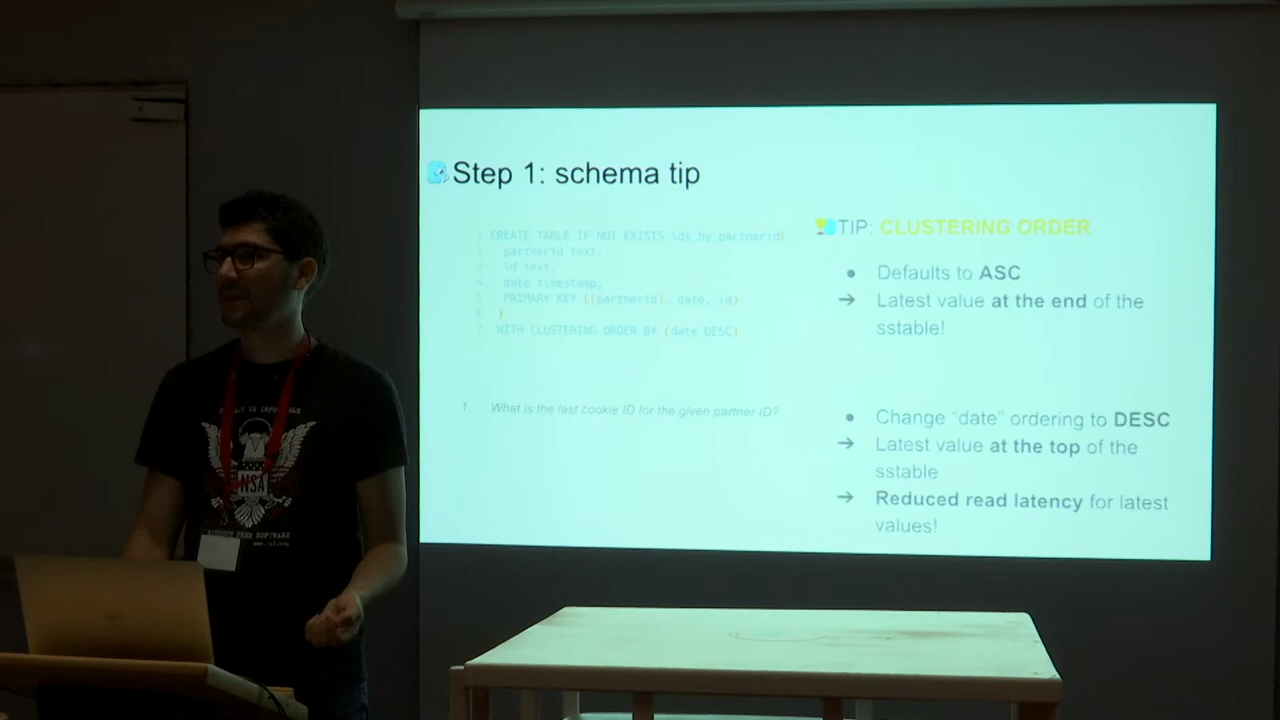 Step 1: schema tip
1 CREATE TABLE IF NOT EXISTS ids_by_partnerid(
2 partnerid text,
3 id text,
4 date timestamp,
5 PRIMARY KEY ((partnerid), date, id)
6 )
7 WITH CLUSTERING ORDER BY (date DESC)
1 What is the last cookie ID for the given partner ID?
TIP: CLUSTERING ORDER
● Defaults to ASC
➔ Latest value at the end of the
sstable!
● Change “date” ordering to DESC
➔ Latest value at the top of the
sstable
➔ Reduced read latency for latest
values!
NSA